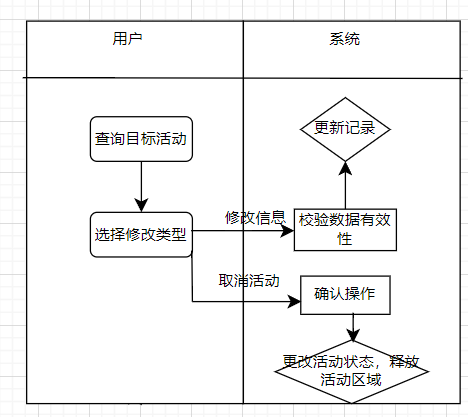 用户
系统
更新记录
查询目标活动
修改信息
校验数据有效
性
选择修改类型
取消活动
确认操作
更改活动状态，释放
活动区域